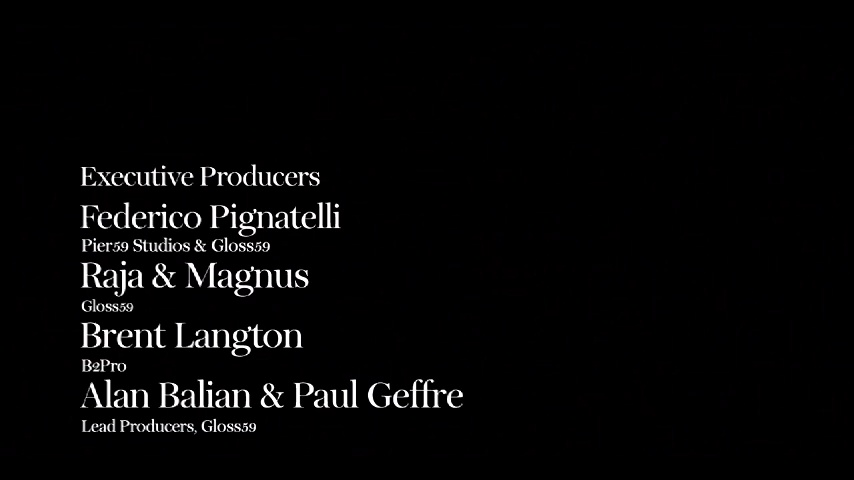 Executive Producers
Federico Pignatelli
Pier59 Studios & Gloss59
Raja & Magnus
Gloss59
Brent Langton
B2Pro
Alan Balian & Paul Geffre
Lead Producers, Gloss59